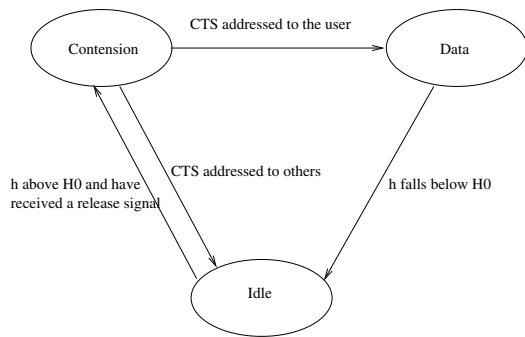 CTS addressed to the user
Contension
Data
CTS addressed to others
h above H0 and have
received a release signal
h falls below H0
Idle